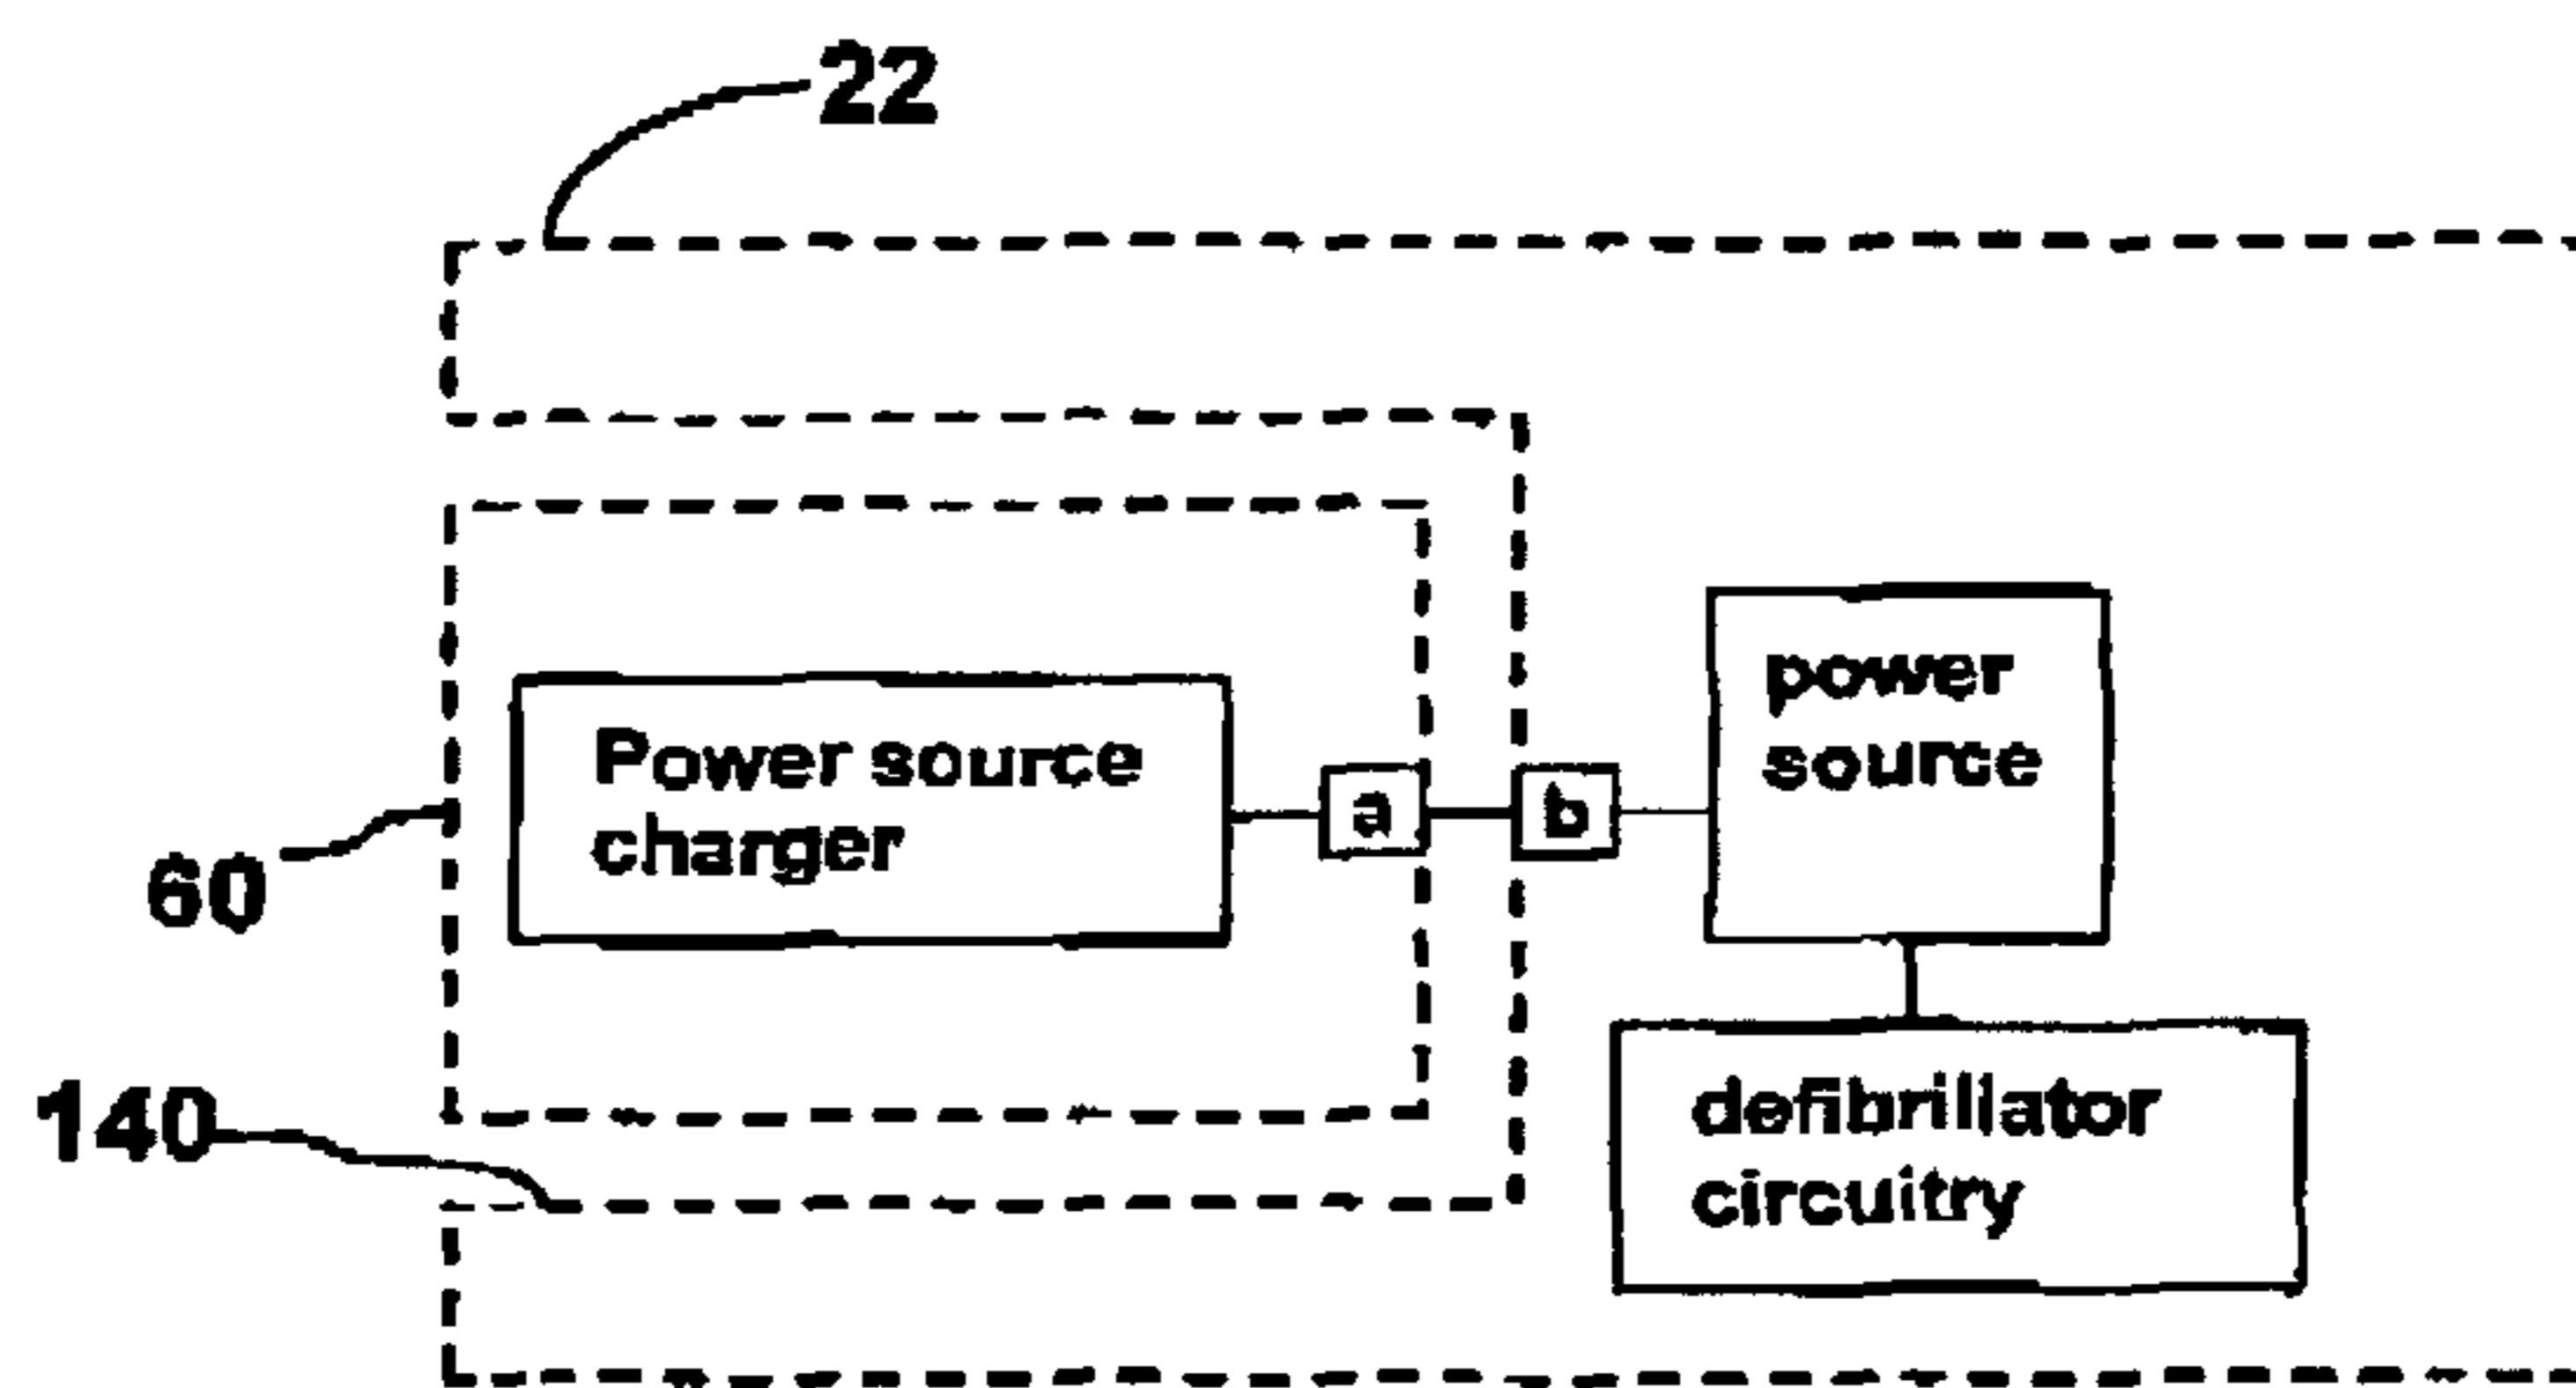 22
power
source
Power source
charger
a
b
60
140
defibrillator
circuitry